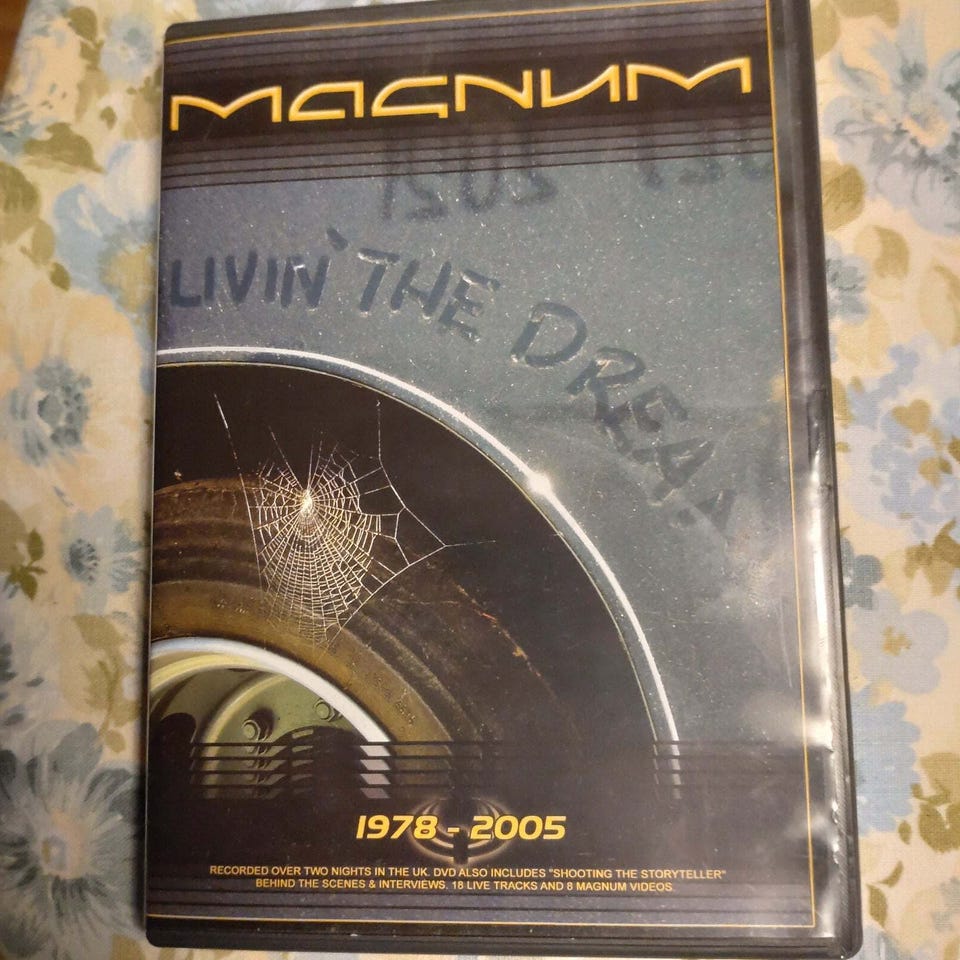 MAGNUM
LIVIN' THE DREAM
1978 - 2005
RECORDED OVER TWO NIGHTS IN THE UK. DVD ALSO INCLUDES "SHOOTING THE STORYTELLER"
BEHIND THE SCENES & INTERVIEWS. 18 LIVE TRACKS AND 8 MAGNUM VIDEOS.